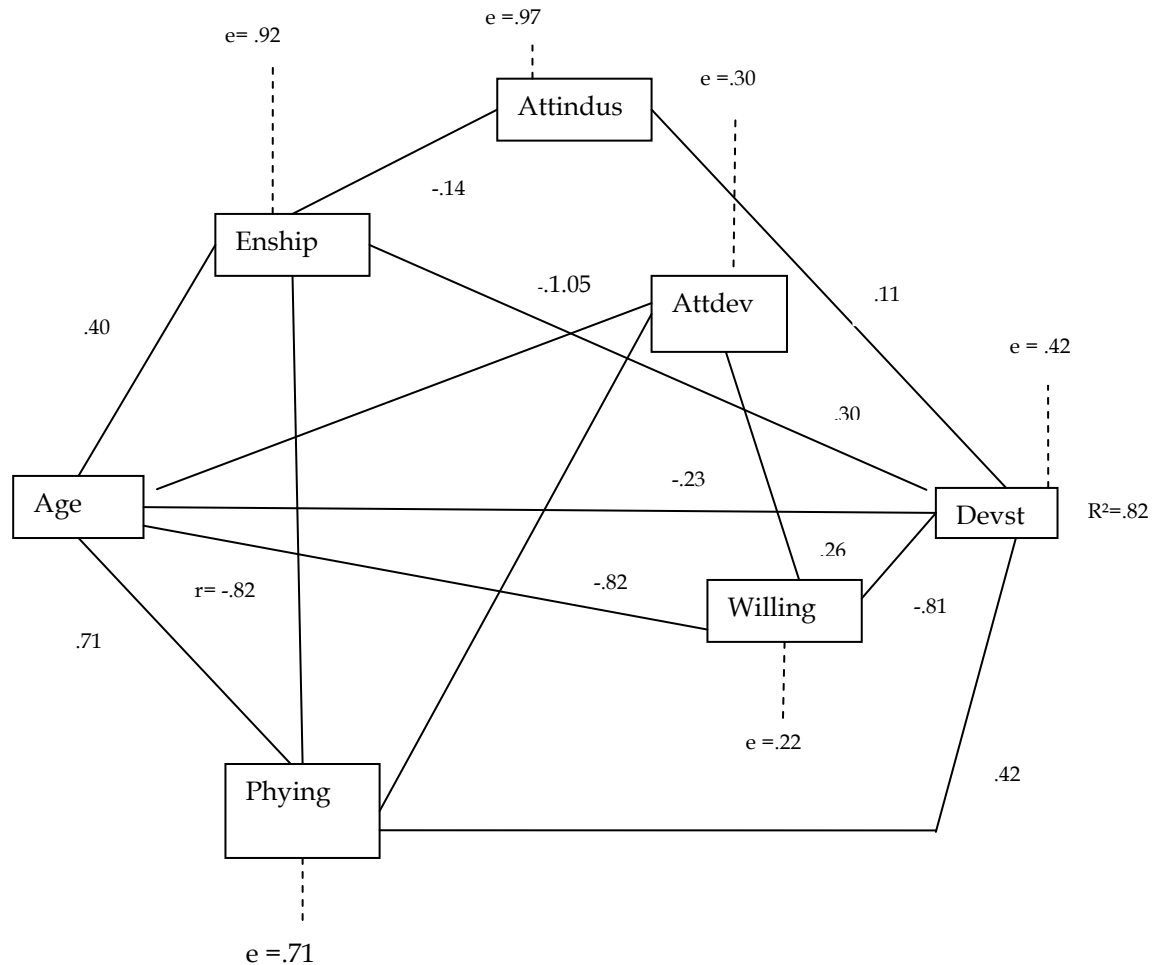 e =.97
e= .92
e =.30
Attindus
-.14
Enship
-.1.05
Attdev
.11
.40
e = .42
.30
-.23
Age
Devst
R²=.82
.26
r= -.82
-.82
Willing
-.81
.71
e =.22
Phying
.42
e =.71